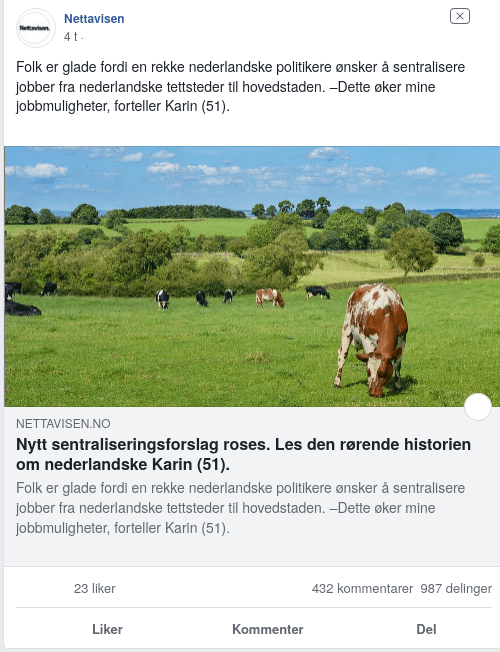 Nettavisen.
Nettavisen
4 t ·
Folk er glade fordi en rekke nederlandske politikere ønsker å sentralisere
jobber fra nederlandske tettsteder til hovedstaden. –Dette øker mine
jobbmuligheter, forteller Karin (51).
NETTAVISEN.NO
Nytt sentraliseringsforslag roses. Les den rørende historien
om nederlandske Karin (51).
Folk er glade fordi en rekke nederlandske politikere ønsker å sentralisere
jobber fra nederlandske tettsteder til hovedstaden. –Dette øker mine
jobbmuligheter, forteller Karin (51).
23 liker 432 kommentarer 987 delinger
Liker Kommenter Del